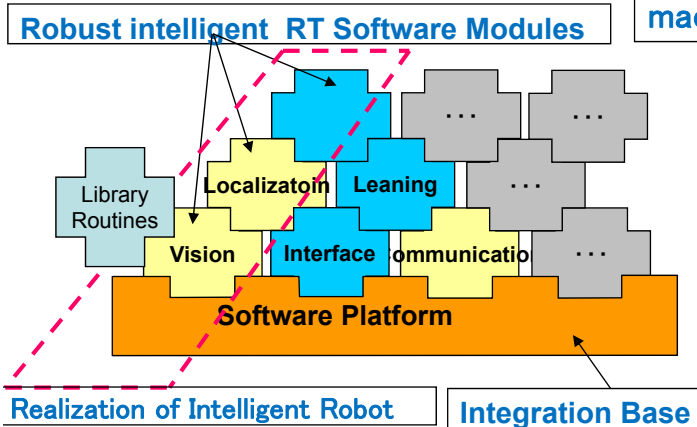 Robust intelligent RT Software Modules
...
...
Localizatoin
Leaning
...
Library
Routines
Vision
Interface
ommunication
...
Software Platform
Realization of Intelligent Robot
Integration Base